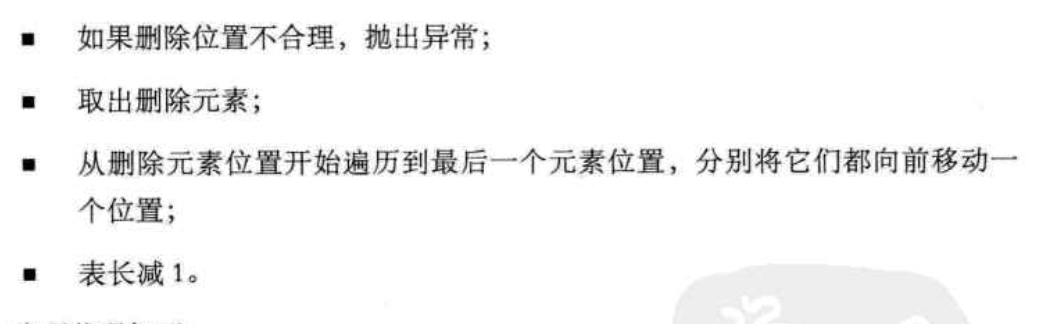 ■ 如果删除位置不合理，抛出异常；
■ 取出删除元素；
■ 从删除元素位置开始遍历到最后一个元素位置，分别将它们都向前移动一
个位置；
■ 表长减 1。